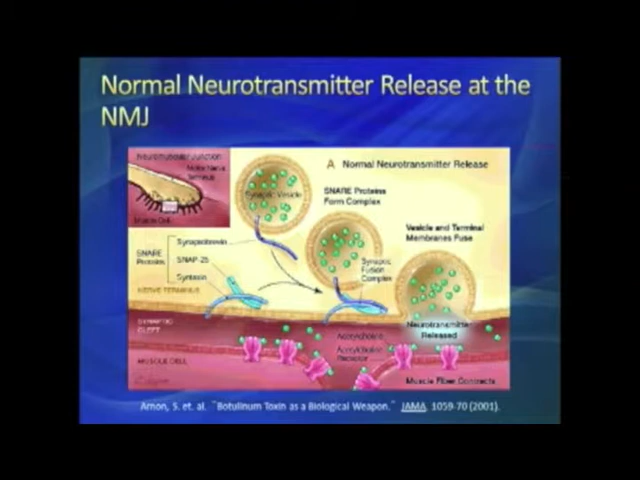 Normal Neurotransmitter Release at the
NMJ
Neuromuscular Junction
Motor Nerve
Terminus
Muscle Cell
Synaptic Vesicle
A Normal Neurotransmitter Release
SNARE Proteins
Form Complex
Vesicle and Terminal
Membranes Fuse
Synaptobrevin
SNARE
Proteins
SNAP-25
Syntaxin
Synaptic
Fusion
Complex
NERVE TERMINUS
SYNAPTIC
CLEFT
Neurotransmitter
Released
Acetylcholine
Acetylcholine
Receptor
MUSCLE CELL
Muscle Fiber Contracts
Arnon, S. et. al. "Botulinum Toxin as a Biological Weapon." JAMA. 1059-70 (2001).